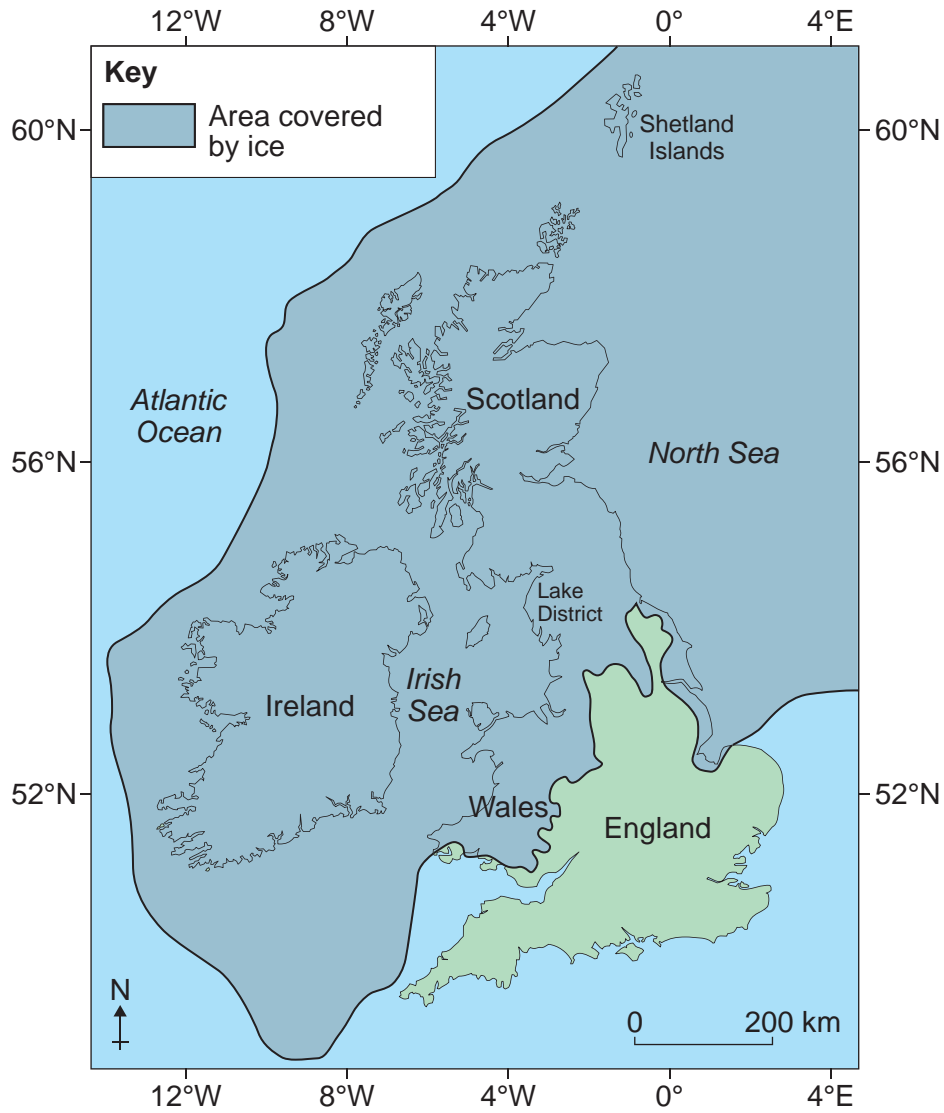 12°W 8°W 4°W 0° 4°E
Key
Area covered
by ice
60°N
60°N
Shetland
Islands
Scotland
Atlantic
Ocean
56°N
North Sea
56°N
Lake
District
Irish
Sea
Ireland
52°N
Wales
England
52°N
N
0 200 km
12°W 8°W 4°W 0° 4°E